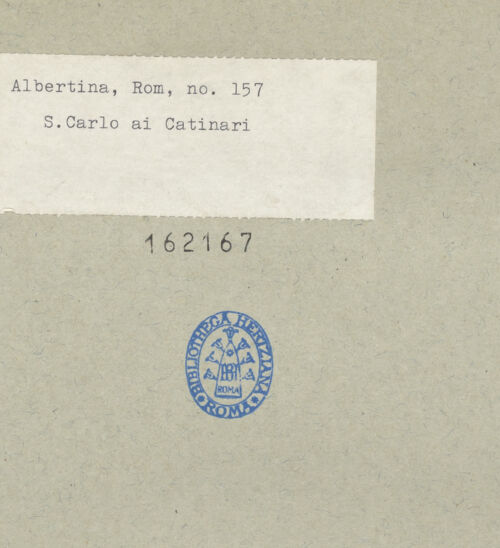 Albertina, Rom, no. 157
S.Carlo ai Catinari
162167
BIBLIOTHECA HERTZIANA
ROMA
ROMA